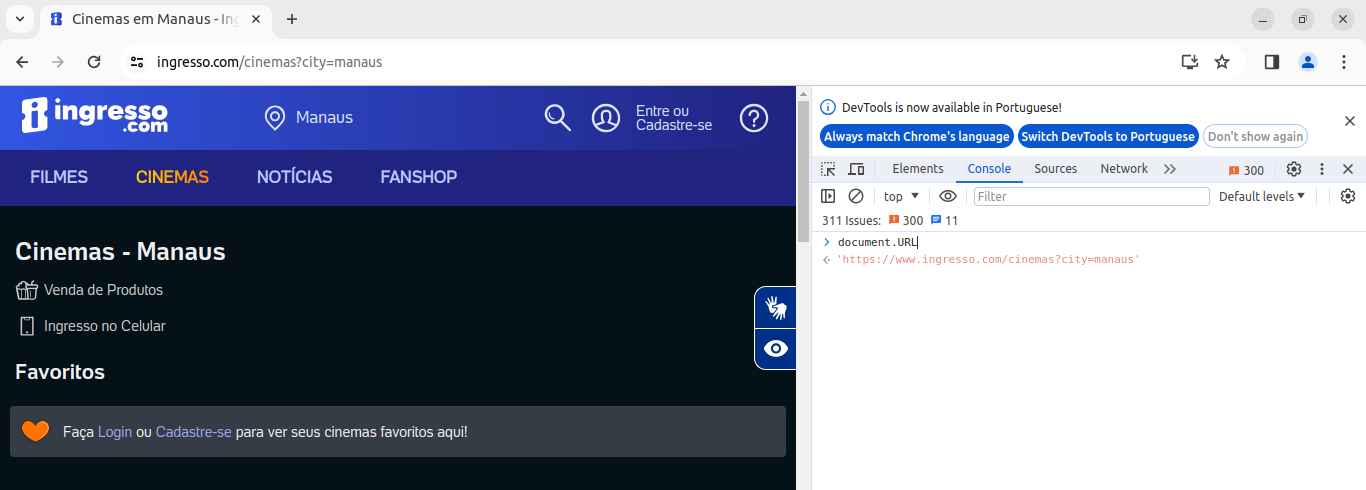 Cinemas em Manaus - Ing
ingresso.com/cinemas?city=manaus
ingresso
.com
Manaus
Entre ou
Cadastre-se
FILMES CINEMAS NOTÍCIAS FANSHOP
Cinemas - Manaus
Venda de Produtos
Ingresso no Celular
Favoritos
Faça Login ou Cadastre-se para ver seus cinemas favoritos aqui!
DevTools is now available in Portuguese!
Always match Chrome's language Switch DevTools to Portuguese Don't show again
Elements Console Sources Network 300
top Filter Default levels
311 Issues: 300 11
document.URL
'https://www.ingresso.com/cinemas?city=manaus'